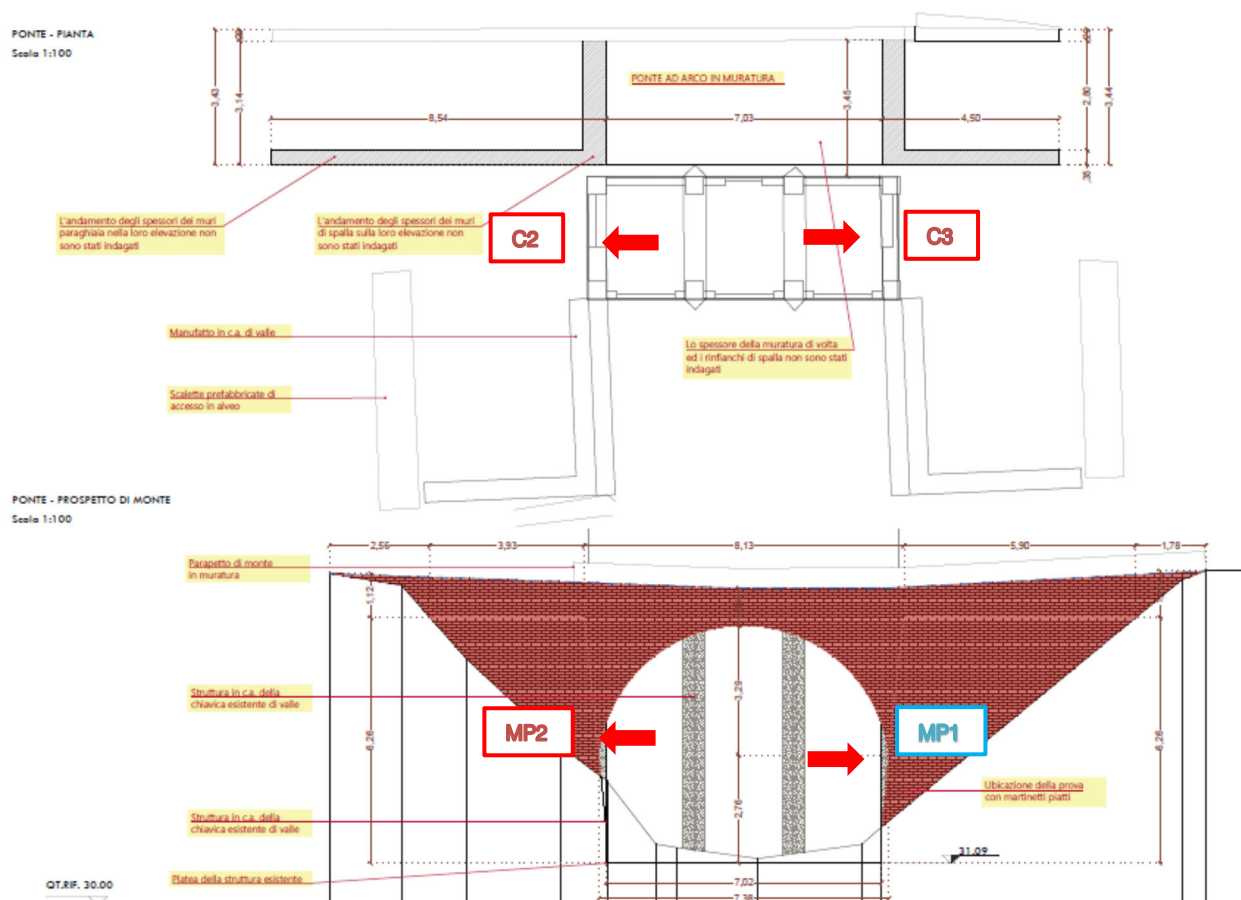 PONTE - PIANTA
Scala 1:100
PONTE AD ARCO IN MURATURA
3,43
3,14
3,45
2,80
3,44
,35
8,54
7,03
4,50
L'andamento degli spessori dei muri
paraghiaia nella loro elevazione non
sono stati indagati
L'andamento degli spessori dei muri
di spalla sulla loro elevazione non
sono stati indagati
C2
C3
Manufatto in c.a. di valle
Lo spessore della muratura di volta
ed i rinfianchi di spalla non sono stati
indagati
Scalette prefabbricate di
accesso in alveo
PONTE - PROSPETTO DI MONTE
Scala 1:100
2,56
3,93
8,13
5,90
1,78
Parapetto di monte
in muratura
1,12
Struttura in c.a. della
chiavica esistente di valle
3,29
MP2
MP1
6,26
6,26
Ubicazione della prova
con martinetti piatti
2,76
Struttura in c.a. della
chiavica esistente di valle
31.09
Platea della struttura esistente
7,02
7,38
QT.RIF. 30.00